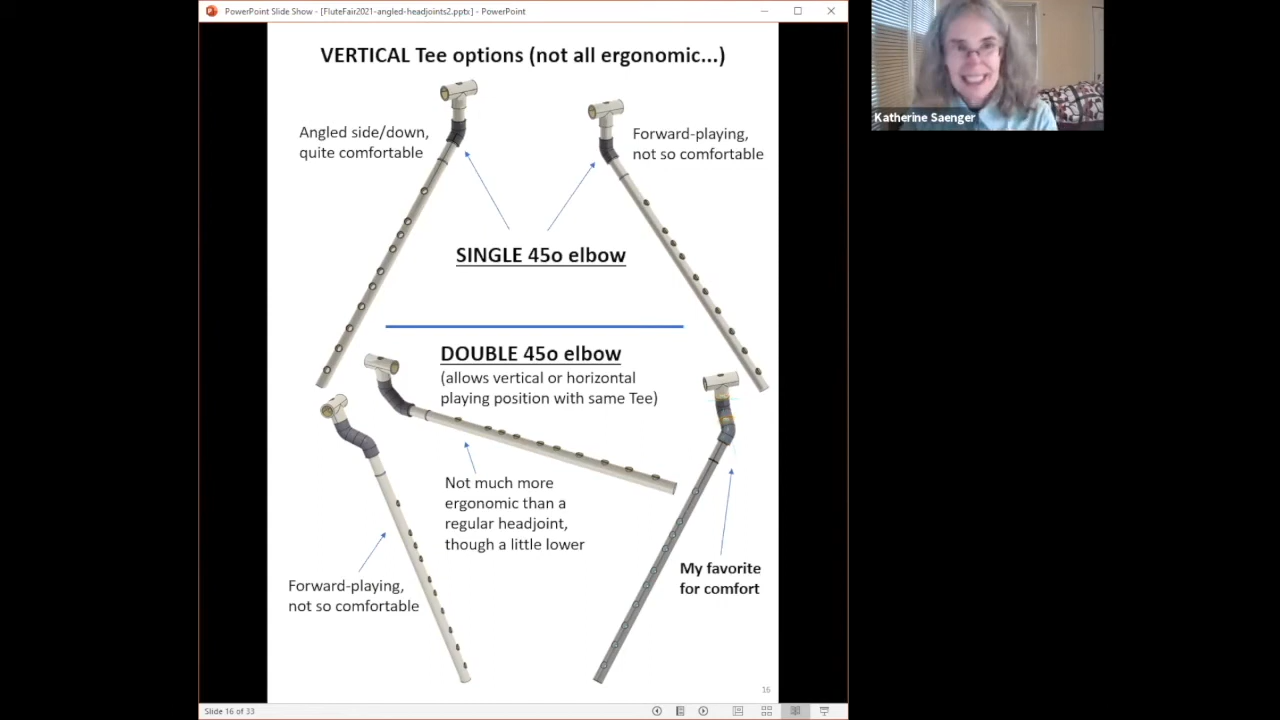 PowerPoint Slide Show - [FluteFair2021-angled-headjoints2.pptx] - PowerPoint
VERTICAL Tee options (not all ergonomic...)
Angled side/down,
quite comfortable
Forward-playing,
not so comfortable
SINGLE 45o elbow
DOUBLE 45o elbow
(allows vertical or horizontal
playing position with same Tee)
Not much more
ergonomic than a
regular headjoint,
though a little lower
My favorite
for comfort
Forward-playing,
not so comfortable
16
Slide 16 of 33
Katherine Saenger